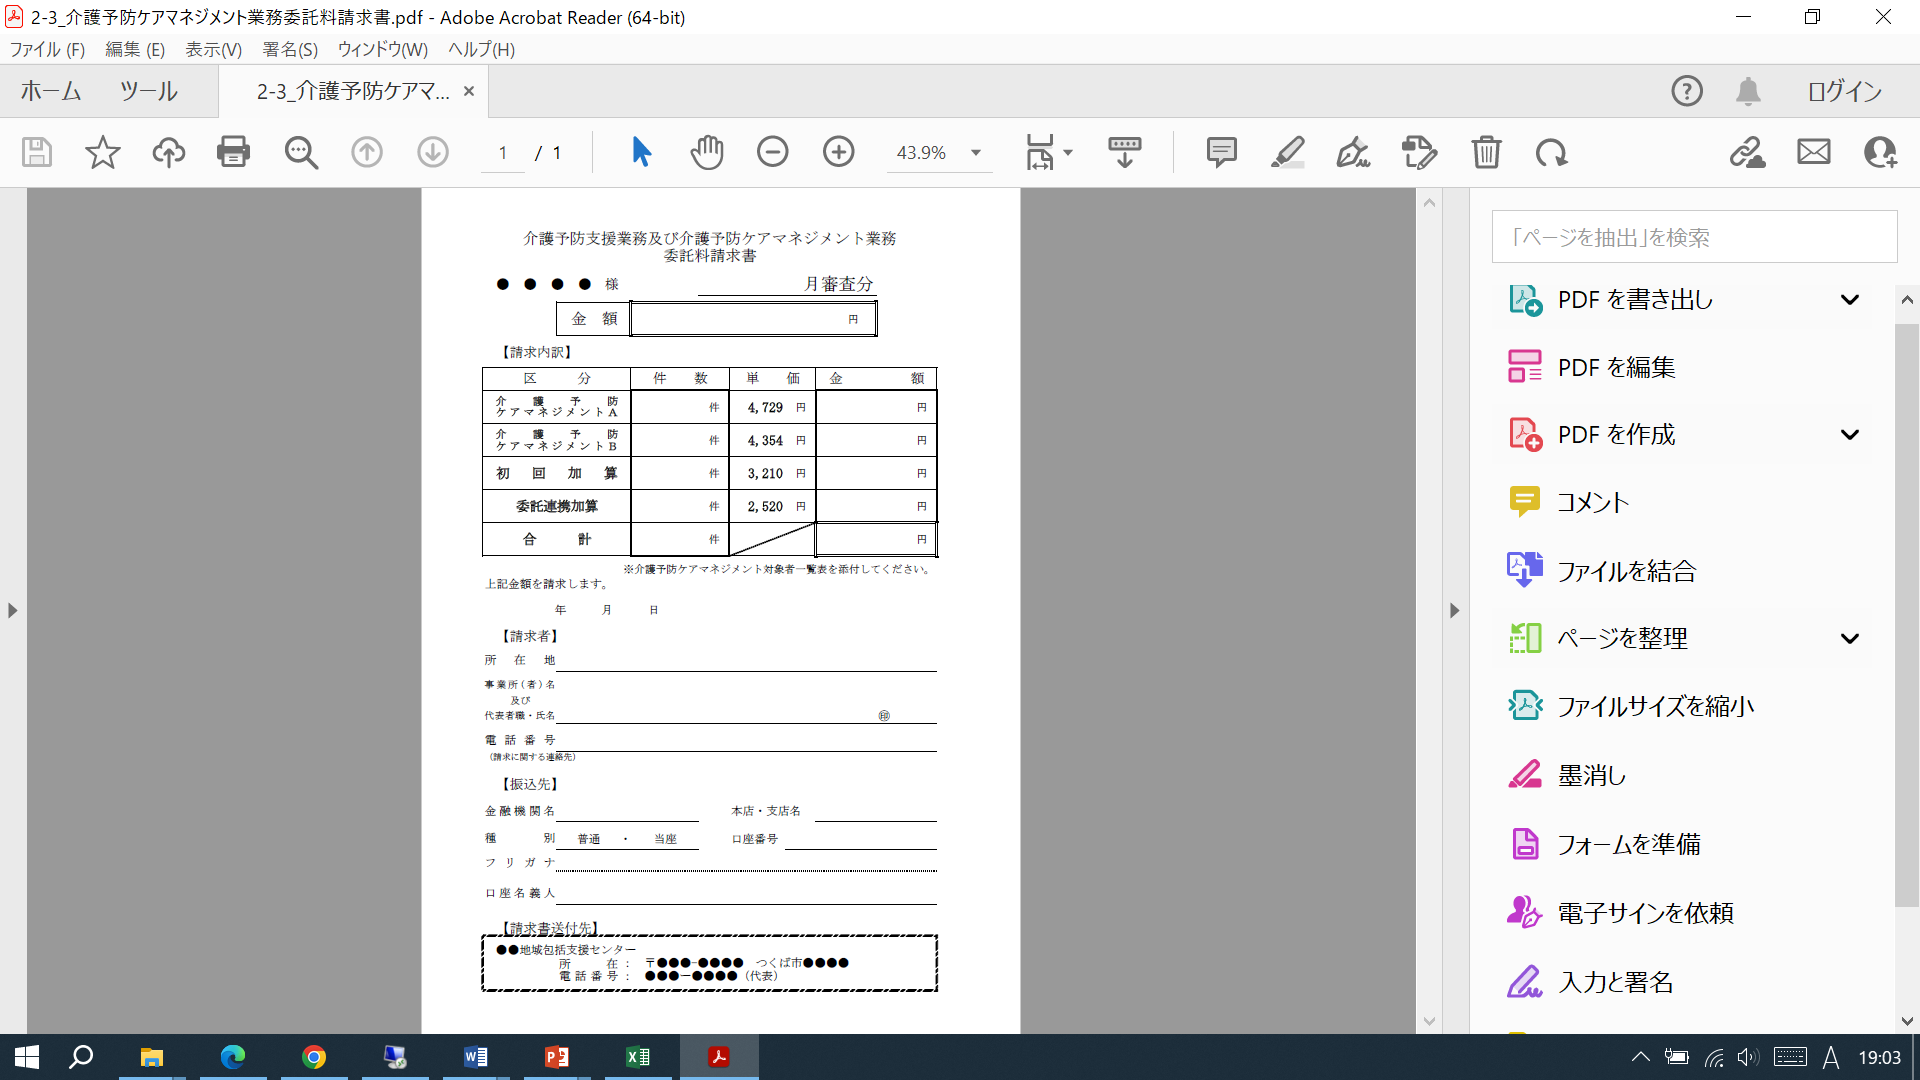 2-3_介護予防ケアマネジメント業務委託料請求書.pdf - Adobe Acrobat Reader (64-bit)
ファイル (F) 編集 (E) 表示(V) 署名(S) ウィンドウ(W) ヘルプ(H)
ホーム ツール 2-3_介護予防ケアマ... × ログイン
1 / 1 43.9%
介護予防支援業務及び介護予防ケアマネジメント業務
委託料請求書
●●●● 様 月審査分
金 額 円
【請求内訳】
区 分 件 数 単 価 金 額
介護予防
ケアマネジメントA 件 4,729 円 円
介護予防
ケアマネジメントB 件 4,354 円 円
初回加算 件 3,210 円 円
委託連携加算 件 2,520 円 円
合 計 件 円
※介護予防ケアマネジメント対象者一覧表を添付してください。
上記金額を請求します。
年 月 日
【請求者】
所在地
事業所(者)名
及び
代表者職・氏名 ㊞
電話番号
(請求に関する連絡先)
【振込先】
金融機関名 本店・支店名
種別 普通 ・ 当座 口座番号
フリガナ
口座名義人
【請求書送付先】
●●地域包括支援センター
所在: 〒●●●-●●●● つくば市●●●●
電話番号: ●●●ー●●●●(代表)
「ページを抽出」を検索
PDF を書き出し
PDF を編集
PDF を作成
コメント
ファイルを結合
ページを整理
ファイルサイズを縮小
墨消し
フォームを準備
電子サインを依頼
入力と署名
A 19:03